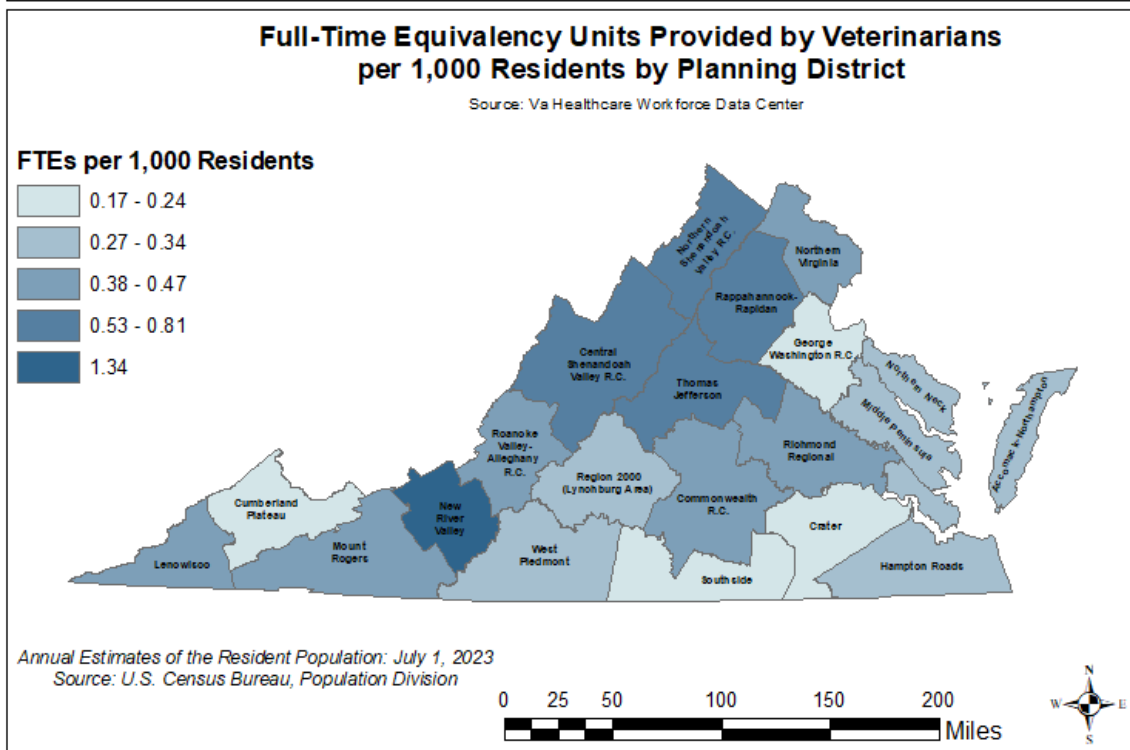 Full-Time Equivalency Units Provided by Veterinarians
per 1,000 Residents by Planning District
Source: Va Healthcare Workforce Data Center
FTEs per 1,000 Residents
0.17 - 0.24
0.27 - 0.34
0.38 - 0.47
0.53 - 0.81
1.34
Northern
Shenandoah
Valley R.C.
Northern
Virginia
Rappahannock-
Rapidan
George
Washington R.C.
Northern Neck
Central
Shenandoah
Valley R.C.
Thomas
Jefferson
Middle peninsura
Accomack-Northampton
Roanoke
Valley-
Alleghany
R.C.
Richmond
Regional
Region 2000
(Lynchburg Area)
Commonwealth
R.C.
Cumberland
Plateau
New
River
Valley
Crater
Mount
Rogers
West
Piedmont
Lenowisco
Southside
Hampton Roads
Annual Estimates of the Resident Population: July 1, 2023
Source: U.S. Census Bureau, Population Division
0 25 50 100 150 200
Miles
N
W E
S